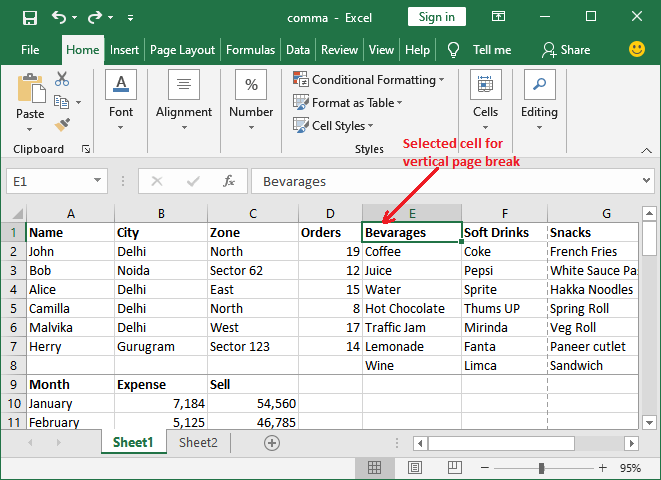 comma - Excel
Sign in
File Home Insert Page Layout Formulas Data Review View Help Tell me Share
Paste
Clipboard
Font
Alignment
%
Number
Conditional Formatting
Format as Table
Cell Styles
Styles
Cells
Editing
Selected cell for
vertical page break
E1 fx Bevarages
A B C D E F G
1 Name City Zone Orders Bevarages Soft Drinks Snacks
2 John Delhi North 19 Coffee Coke French Fries
3 Bob Noida Sector 62 12 Juice Pepsi White Sauce Pa
4 Alice Delhi East 15 Water Sprite Hakka Noodles
5 Camilla Delhi North 8 Hot Chocolate Thums UP Spring Roll
6 Malvika Delhi West 17 Traffic Jam Mirinda Veg Roll
7 Herry Gurugram Sector 123 14 Lemonade Fanta Paneer cutlet
8 Wine Limca Sandwich
9 Month Expense Sell
10 January 7,184 54,560
11 February 5,125 46,785
Sheet1 Sheet2
95%